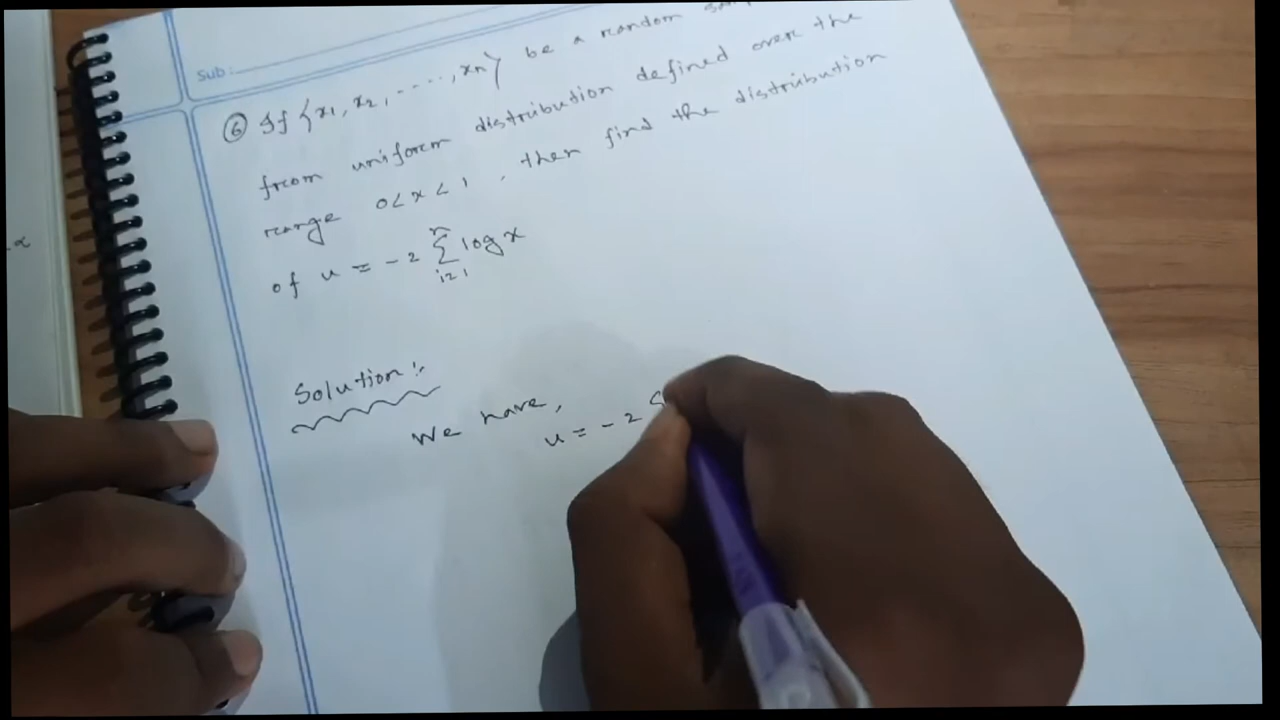 Sub:
⑥ If {x1, x2, ....., xn} be a random
from uniform distribution defined over the
range 0<x<1, then find the distribution
of u = -2 n∑i=1 log x
Solution:-
We have,
u = -2